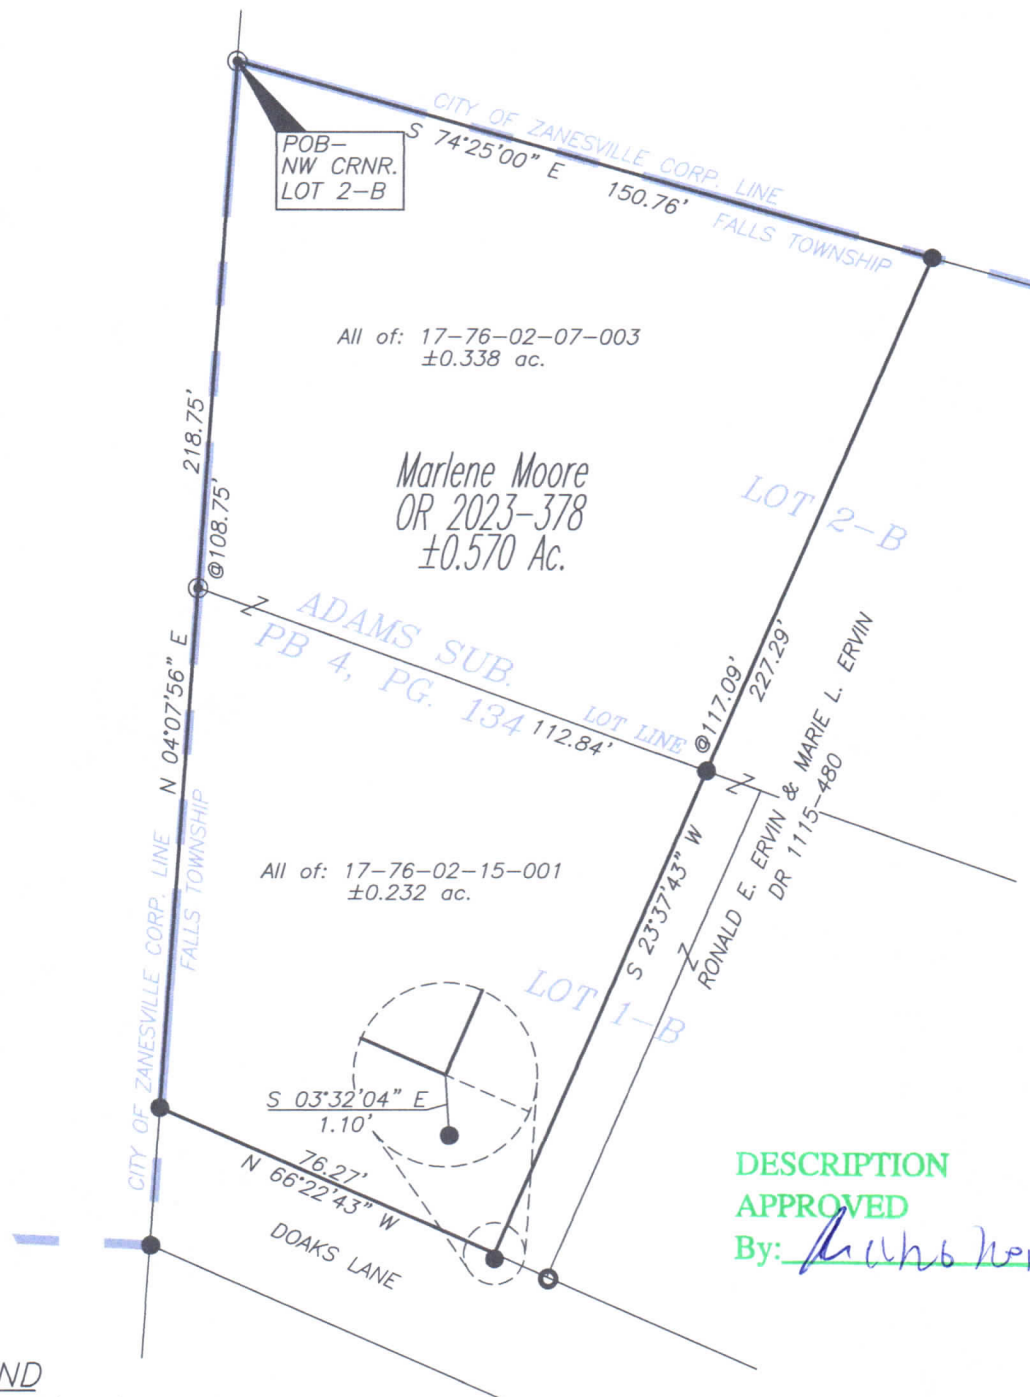 CITY OF ZANESVILLE CORP. LINE
S 74°25'00" E 150.76'
FALLS TOWNSHIP
POB-
NW CRNR.
LOT 2-B
All of: 17-76-02-07-003
±0.338 ac.
218.75'
@108.75'
Marlene Moore
OR 2023-378
±0.570 Ac.
LOT 2-B
ADAMS SUB.
PB 4, PG. 134
LOT LINE
112.84'
@117.09'
227.29'
N 04°07'56" E
CITY OF ZANESVILLE CORP. LINE
FALLS TOWNSHIP
RONALD E. ERVIN & MARIE L. ERVIN
DR 1115-480
S 23°37'43" W
All of: 17-76-02-15-001
±0.232 ac.
LOT 1-B
S 03°32'04" E
1.10'
76.27'
N 66°22'43" W
DOAKS LANE
DESCRIPTION
APPROVED
By:
ND